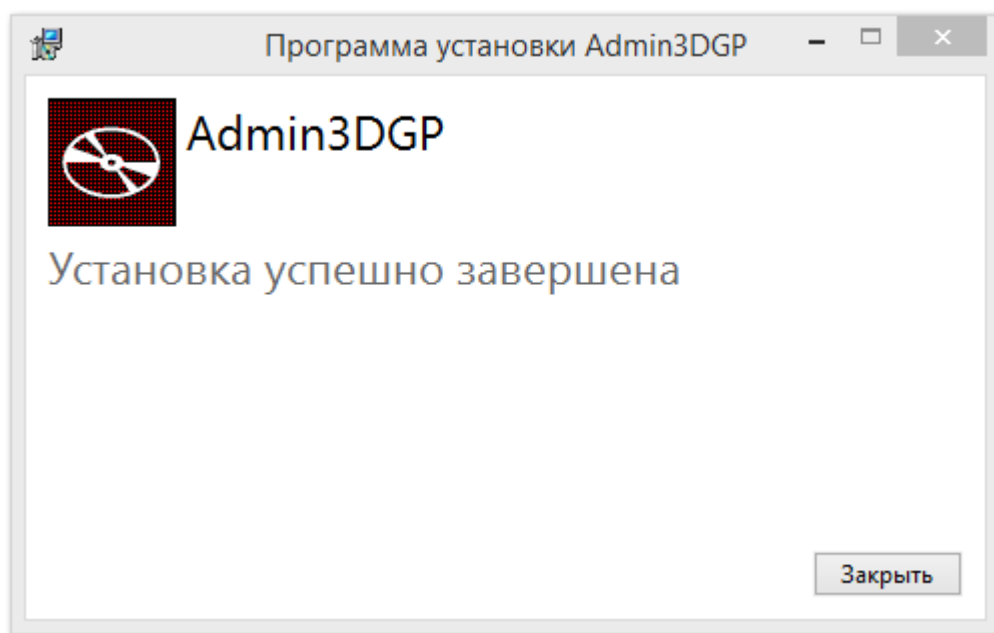 Программа установки Admin3DGP
Admin3DGP
Установка успешно завершена
Закрыть